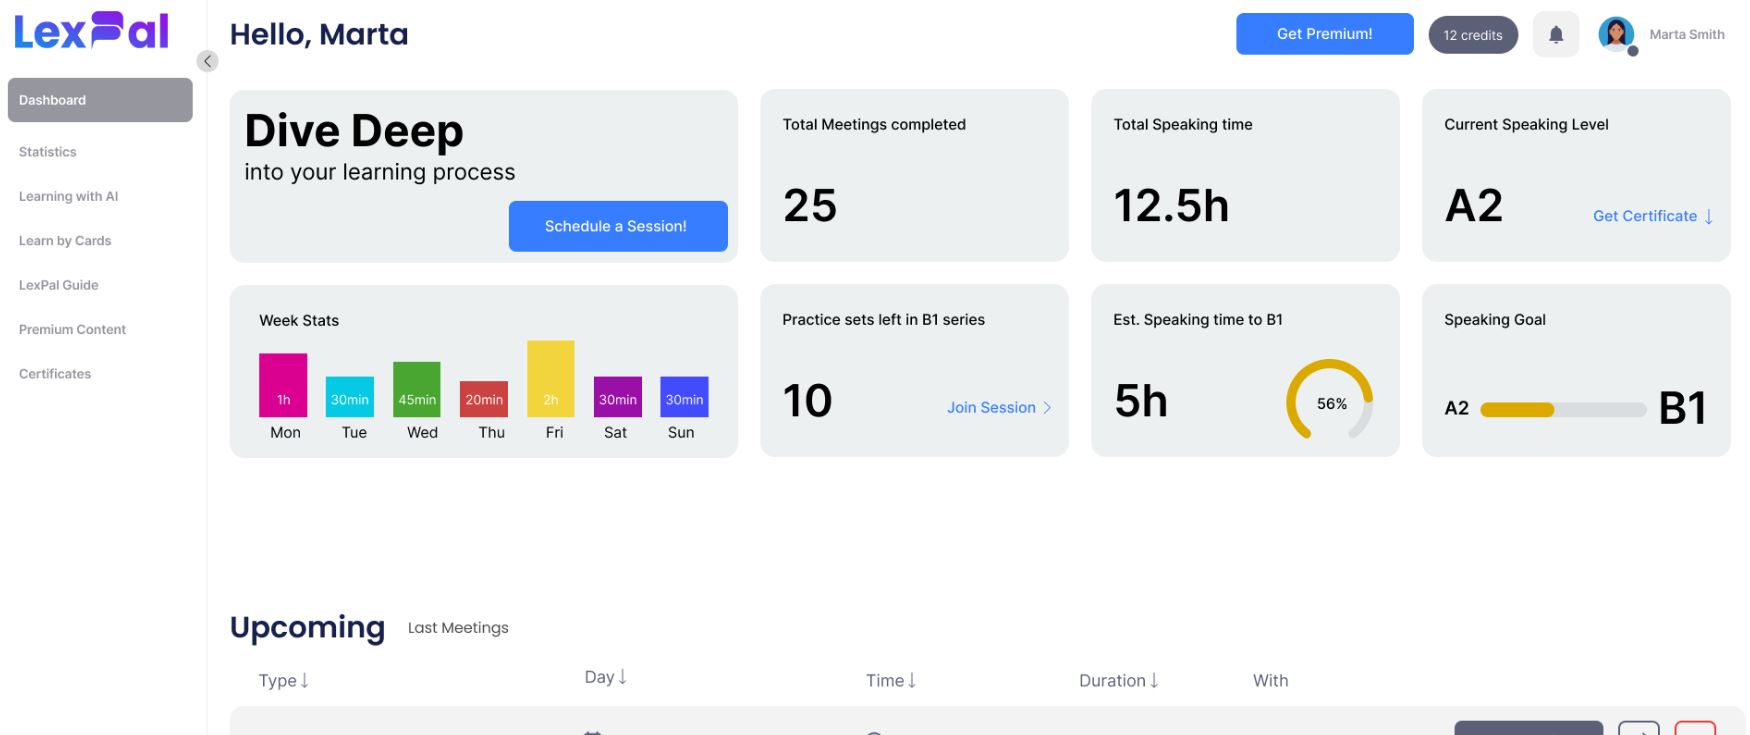 LexPal
Hello, Marta
Get Premium!
12 credits
Marta Smith
Dashboard
Statistics
Learning with AI
Learn by Cards
LexPal Guide
Premium Content
Certificates
Dive Deep
into your learning process
Schedule a Session!
Total Meetings completed
25
Total Speaking time
12.5h
Current Speaking Level
A2
Get Certificate ↓
Week Stats
1h 30min 45min 20min 2h 30min 30min
Mon Tue Wed Thu Fri Sat Sun
Practice sets left in B1 series
10
Join Session >
Est. Speaking time to B1
5h
56%
Speaking Goal
A2 B1
Upcoming Last Meetings
Type↓ Day↓ Time↓ Duration↓ With